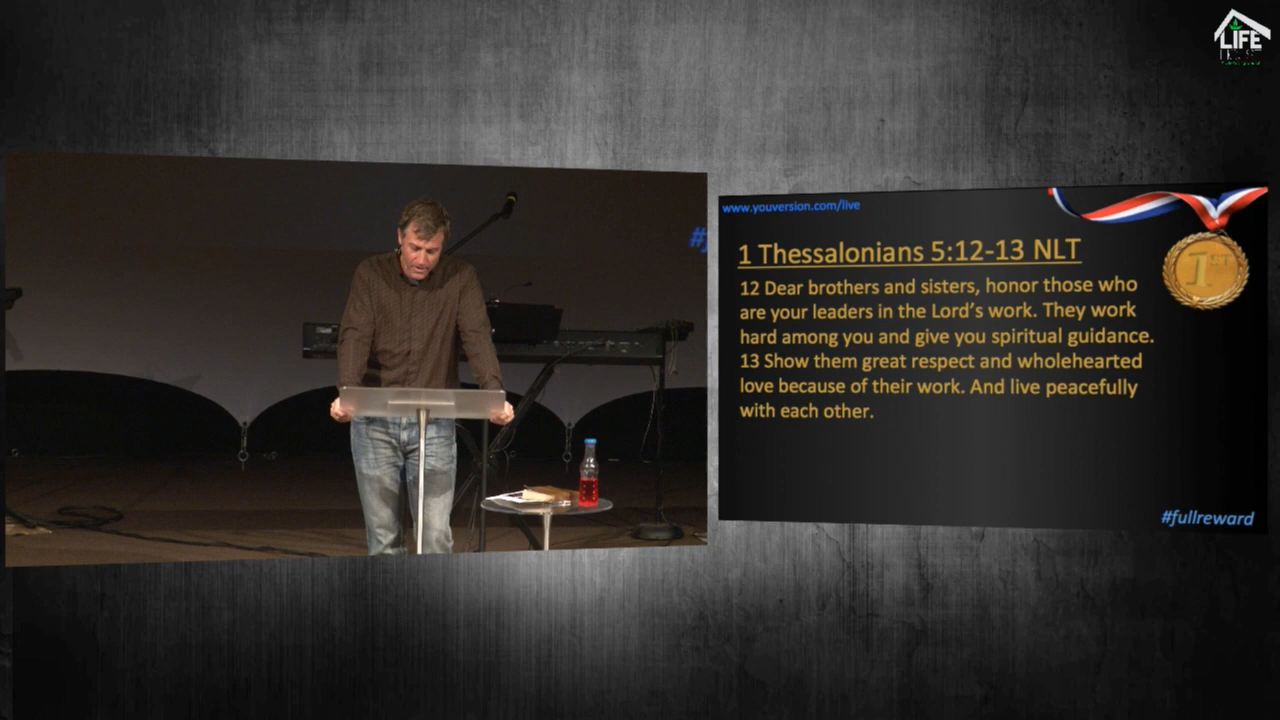 LIFE
www.youversion.com/live
#
1 Thessalonians 5:12-13 NLT
12 Dear brothers and sisters, honor those who
are your leaders in the Lord’s work. They work
hard among you and give you spiritual guidance.
13 Show them great respect and wholehearted
love because of their work. And live peacefully
with each other.
1
#fullreward